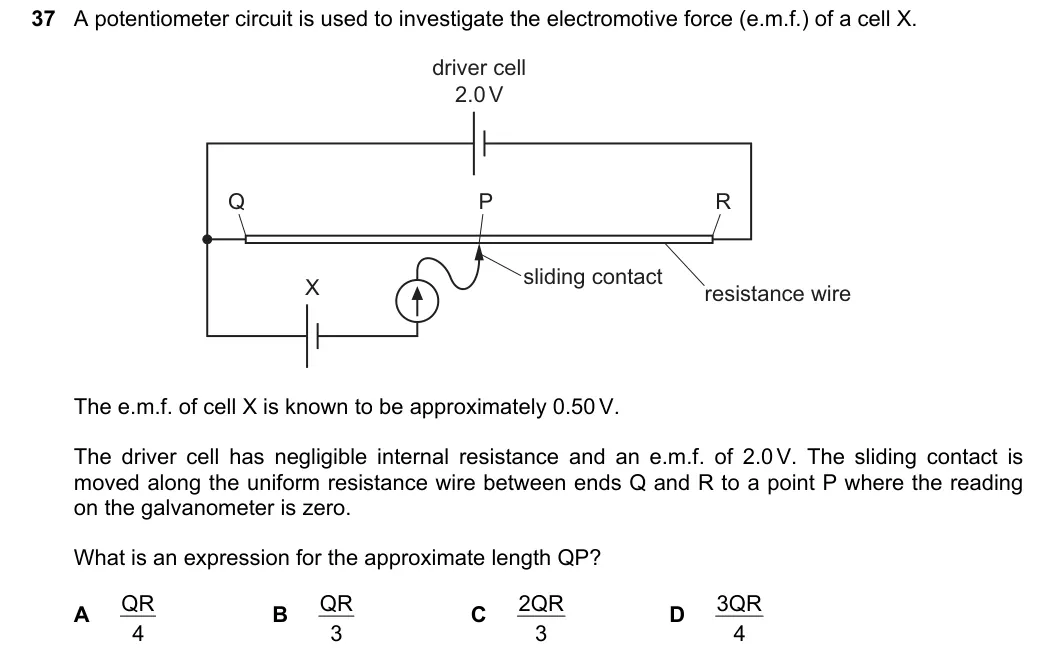 37 A potentiometer circuit is used to investigate the electromotive force (e.m.f.) of a cell X.
driver cell
2.0 V
Q
P
R
sliding contact
X
resistance wire
The e.m.f. of cell X is known to be approximately 0.50 V.
The driver cell has negligible internal resistance and an e.m.f. of 2.0 V. The sliding contact is
moved along the uniform resistance wire between ends Q and R to a point P where the reading
on the galvanometer is zero.
What is an expression for the approximate length QP?
A QR/4 B QR/3 C 2QR/3 D 3QR/4